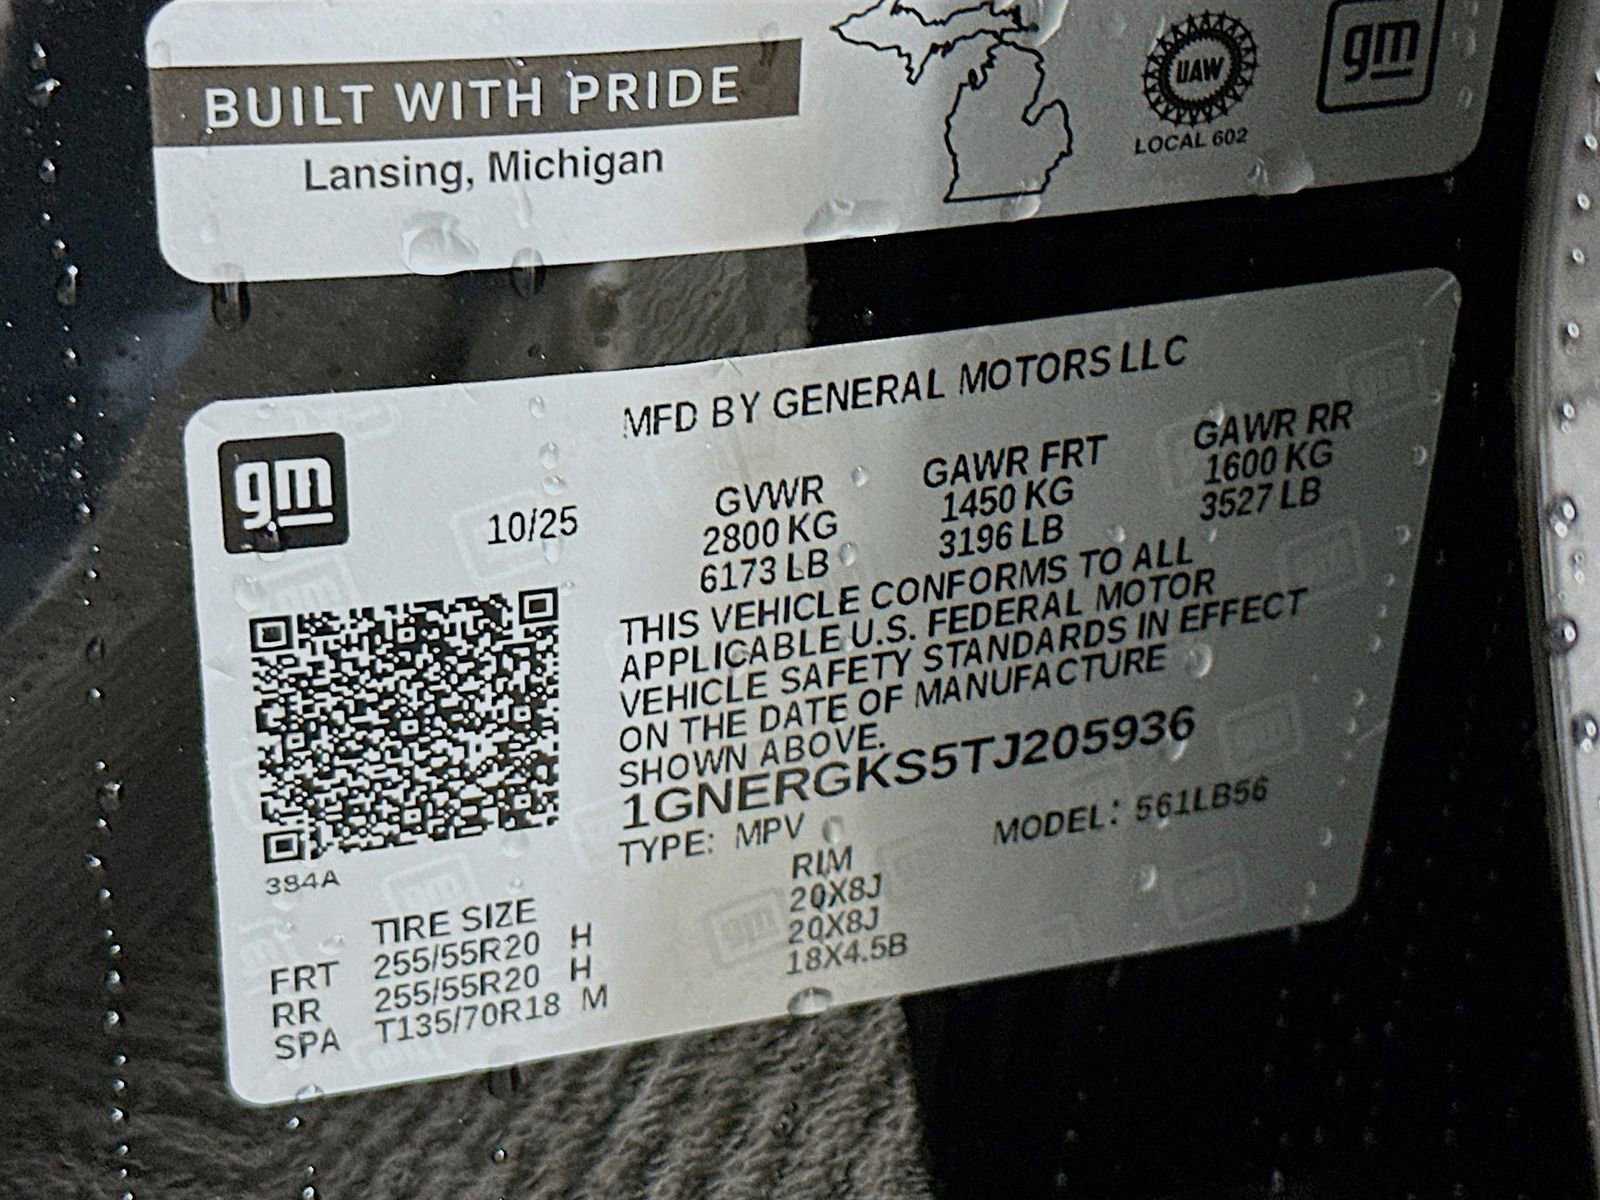 BUILT WITH PRIDE
Lansing, Michigan
UAW
LOCAL 602
gm
MFD BY GENERAL MOTORS LLC
gm
10/25
GVWR GAWR FRT GAWR RR
2800 KG 1450 KG 1600 KG
6173 LB 3196 LB 3527 LB
THIS VEHICLE CONFORMS TO ALL
APPLICABLE U.S. FEDERAL MOTOR
VEHICLE SAFETY STANDARDS IN EFFECT
ON THE DATE OF MANUFACTURE
SHOWN ABOVE.
1GNERGKS5TJ205936
TYPE: MPV MODEL: 561LB56
384A
TIRE SIZE RIM
FRT 255/55R20 H 20X8J
RR 255/55R20 H 20X8J
SPA T135/70R18 M 18X4.5B